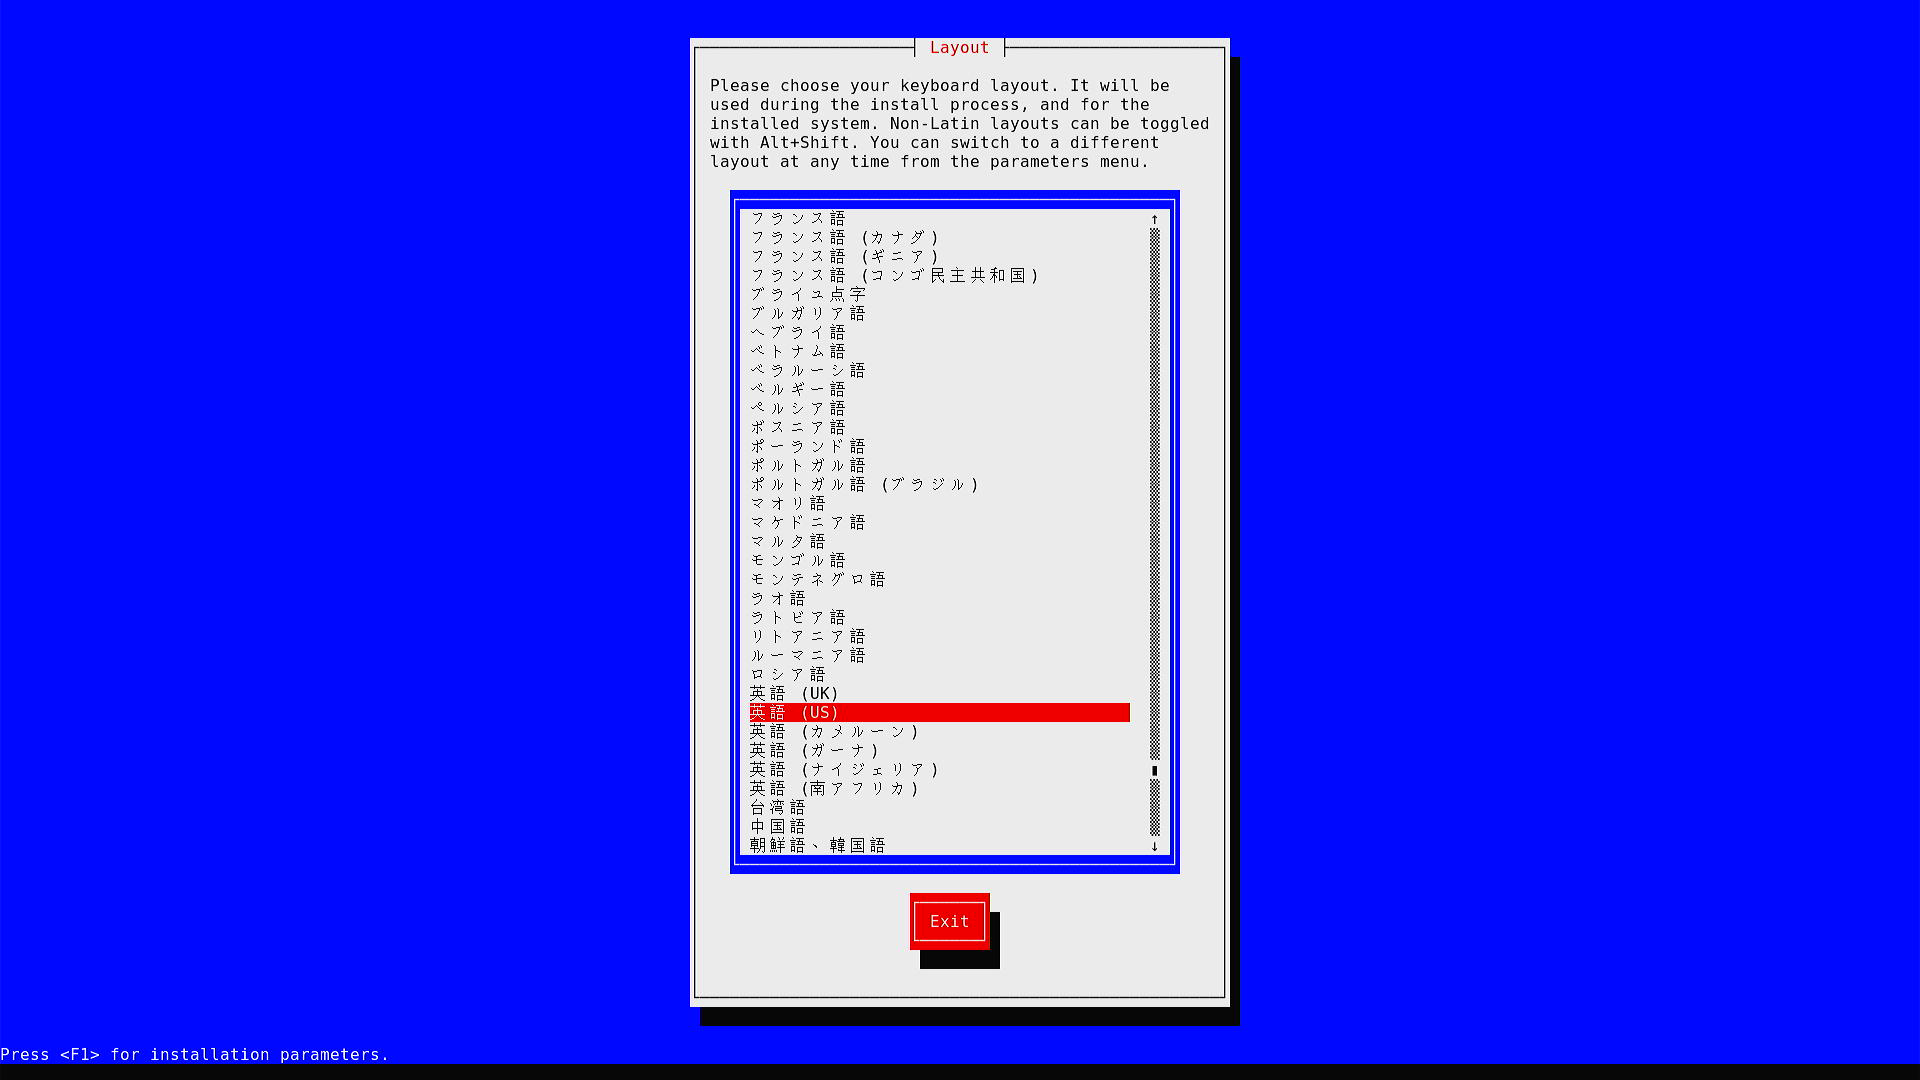 Layout
Please choose your keyboard layout. It will be
used during the install process, and for the
installed system. Non-Latin layouts can be toggled
with Alt+Shift. You can switch to a different
layout at any time from the parameters menu.
フランス語
フランス語 (カナダ)
フランス語 (ギニア)
フランス語 (コンゴ民主共和国)
ブライユ点字
ブルガリア語
ヘブライ語
ベトナム語
ベラルーシ語
ベルギー語
ペルシア語
ボスニア語
ポーランド語
ポルトガル語
ポルトガル語 (ブラジル)
マオリ語
マケドニア語
マルタ語
モンゴル語
モンテネグロ語
ラオ語
ラトビア語
リトアニア語
ルーマニア語
ロシア語
英語 (UK)
英語 (US)
英語 (カメルーン)
英語 (ガーナ)
英語 (ナイジェリア)
英語 (南アフリカ)
台湾語
中国語
朝鮮語、韓国語
Exit
Press <F1> for installation parameters.